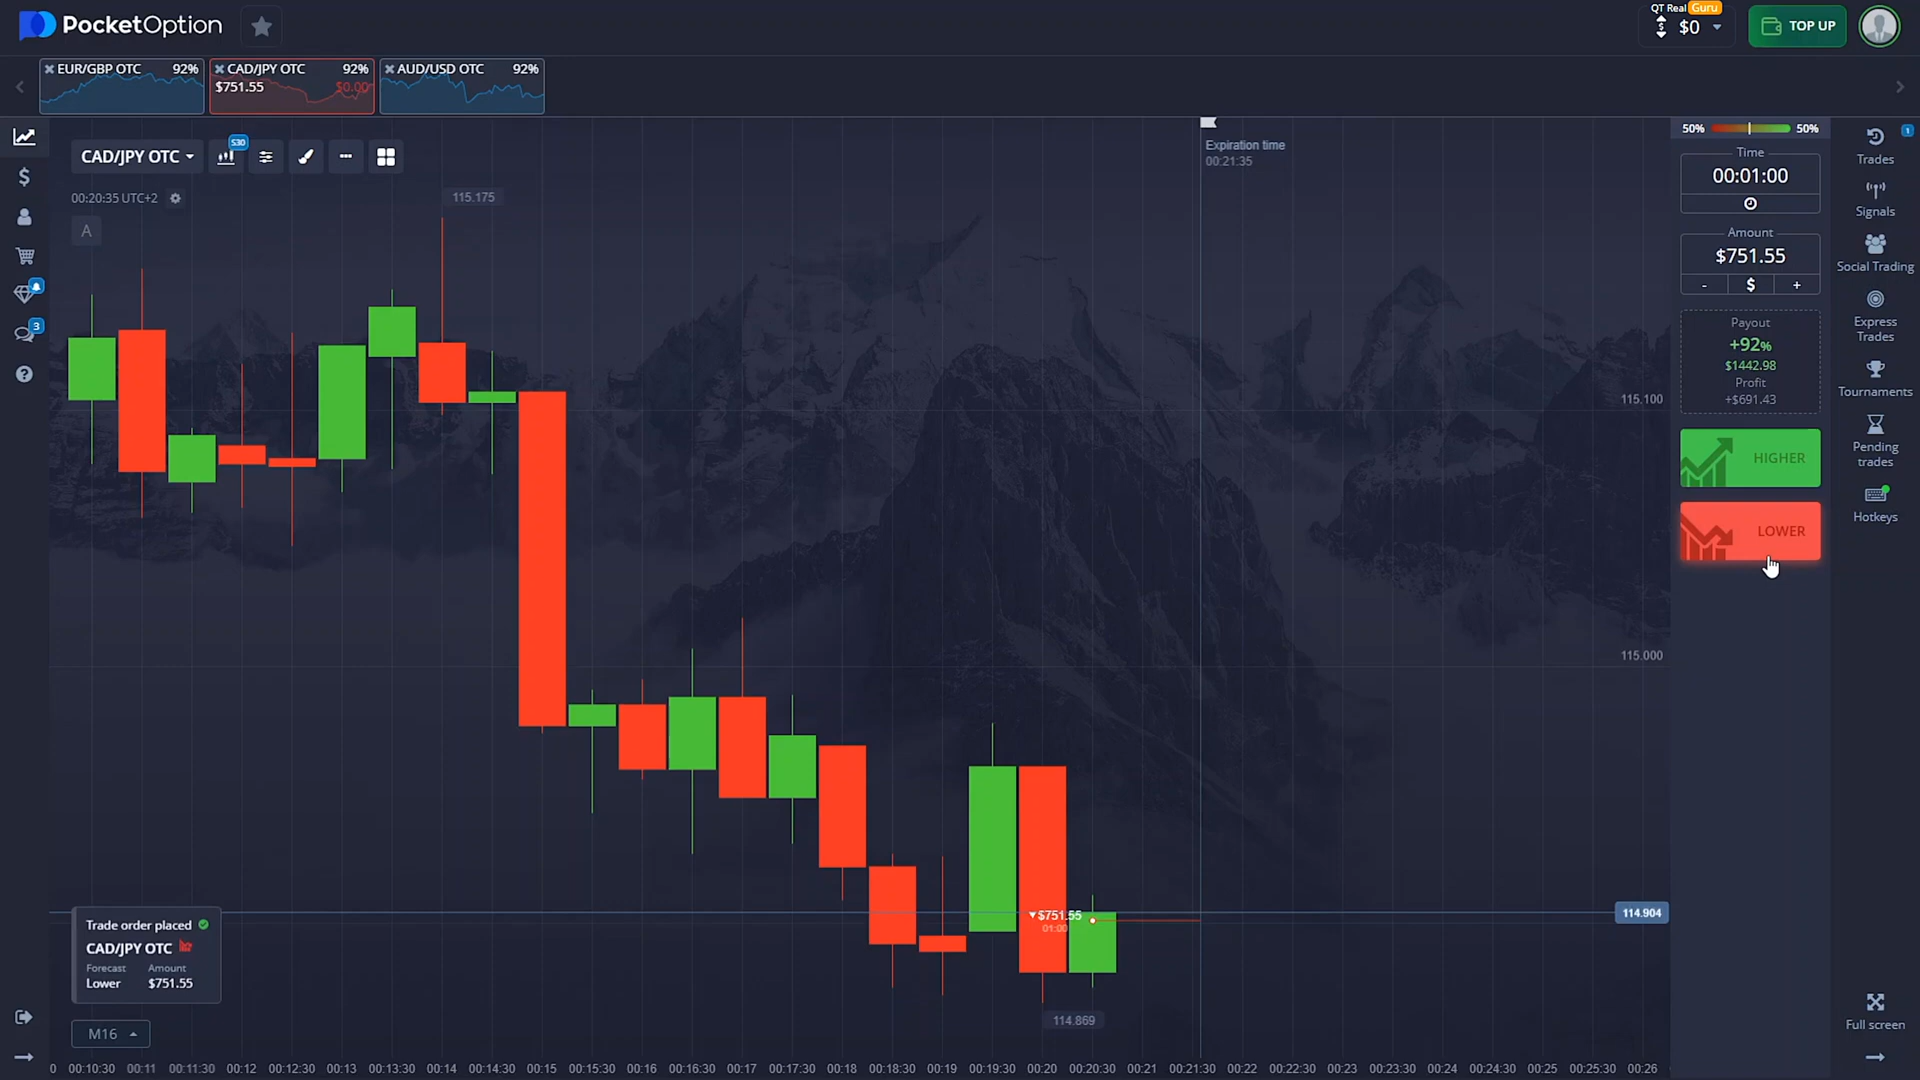 PocketOption
QT Real Guru
$0
TOP UP
EUR/GBP OTC 92%
CAD/JPY OTC 92%
$751.55 $0.00
AUD/USD OTC 92%
CAD/JPY OTC
S30
00:20:35 UTC+2
A
115.175
Expiration time
00:21:35
115.100
115.000
114.904
$751.55
01:00
114.869
3
Trade order placed
CAD/JPY OTC
Forecast Amount
Lower $751.55
M16
0 00:10:30 00:11 00:11:30 00:12 00:12:30 00:13 00:13:30 00:14 00:14:30 00:15 00:15:30 00:16 00:16:30 00:17 00:17:30 00:18 00:18:30 00:19 00:19:30 00:20 00:20:30 00:21 00:21:30 00:22 00:22:30 00:23 00:23:30 00:24 00:24:30 00:25 00:25:30 00:26
50% 50%
Time
00:01:00
Amount
$751.55
- $ +
Payout
+92%
$1442.98
Profit
+$691.43
HIGHER
LOWER
1
Trades
Signals
Social Trading
Express
Trades
Tournaments
Pending
trades
Hotkeys
Full screen